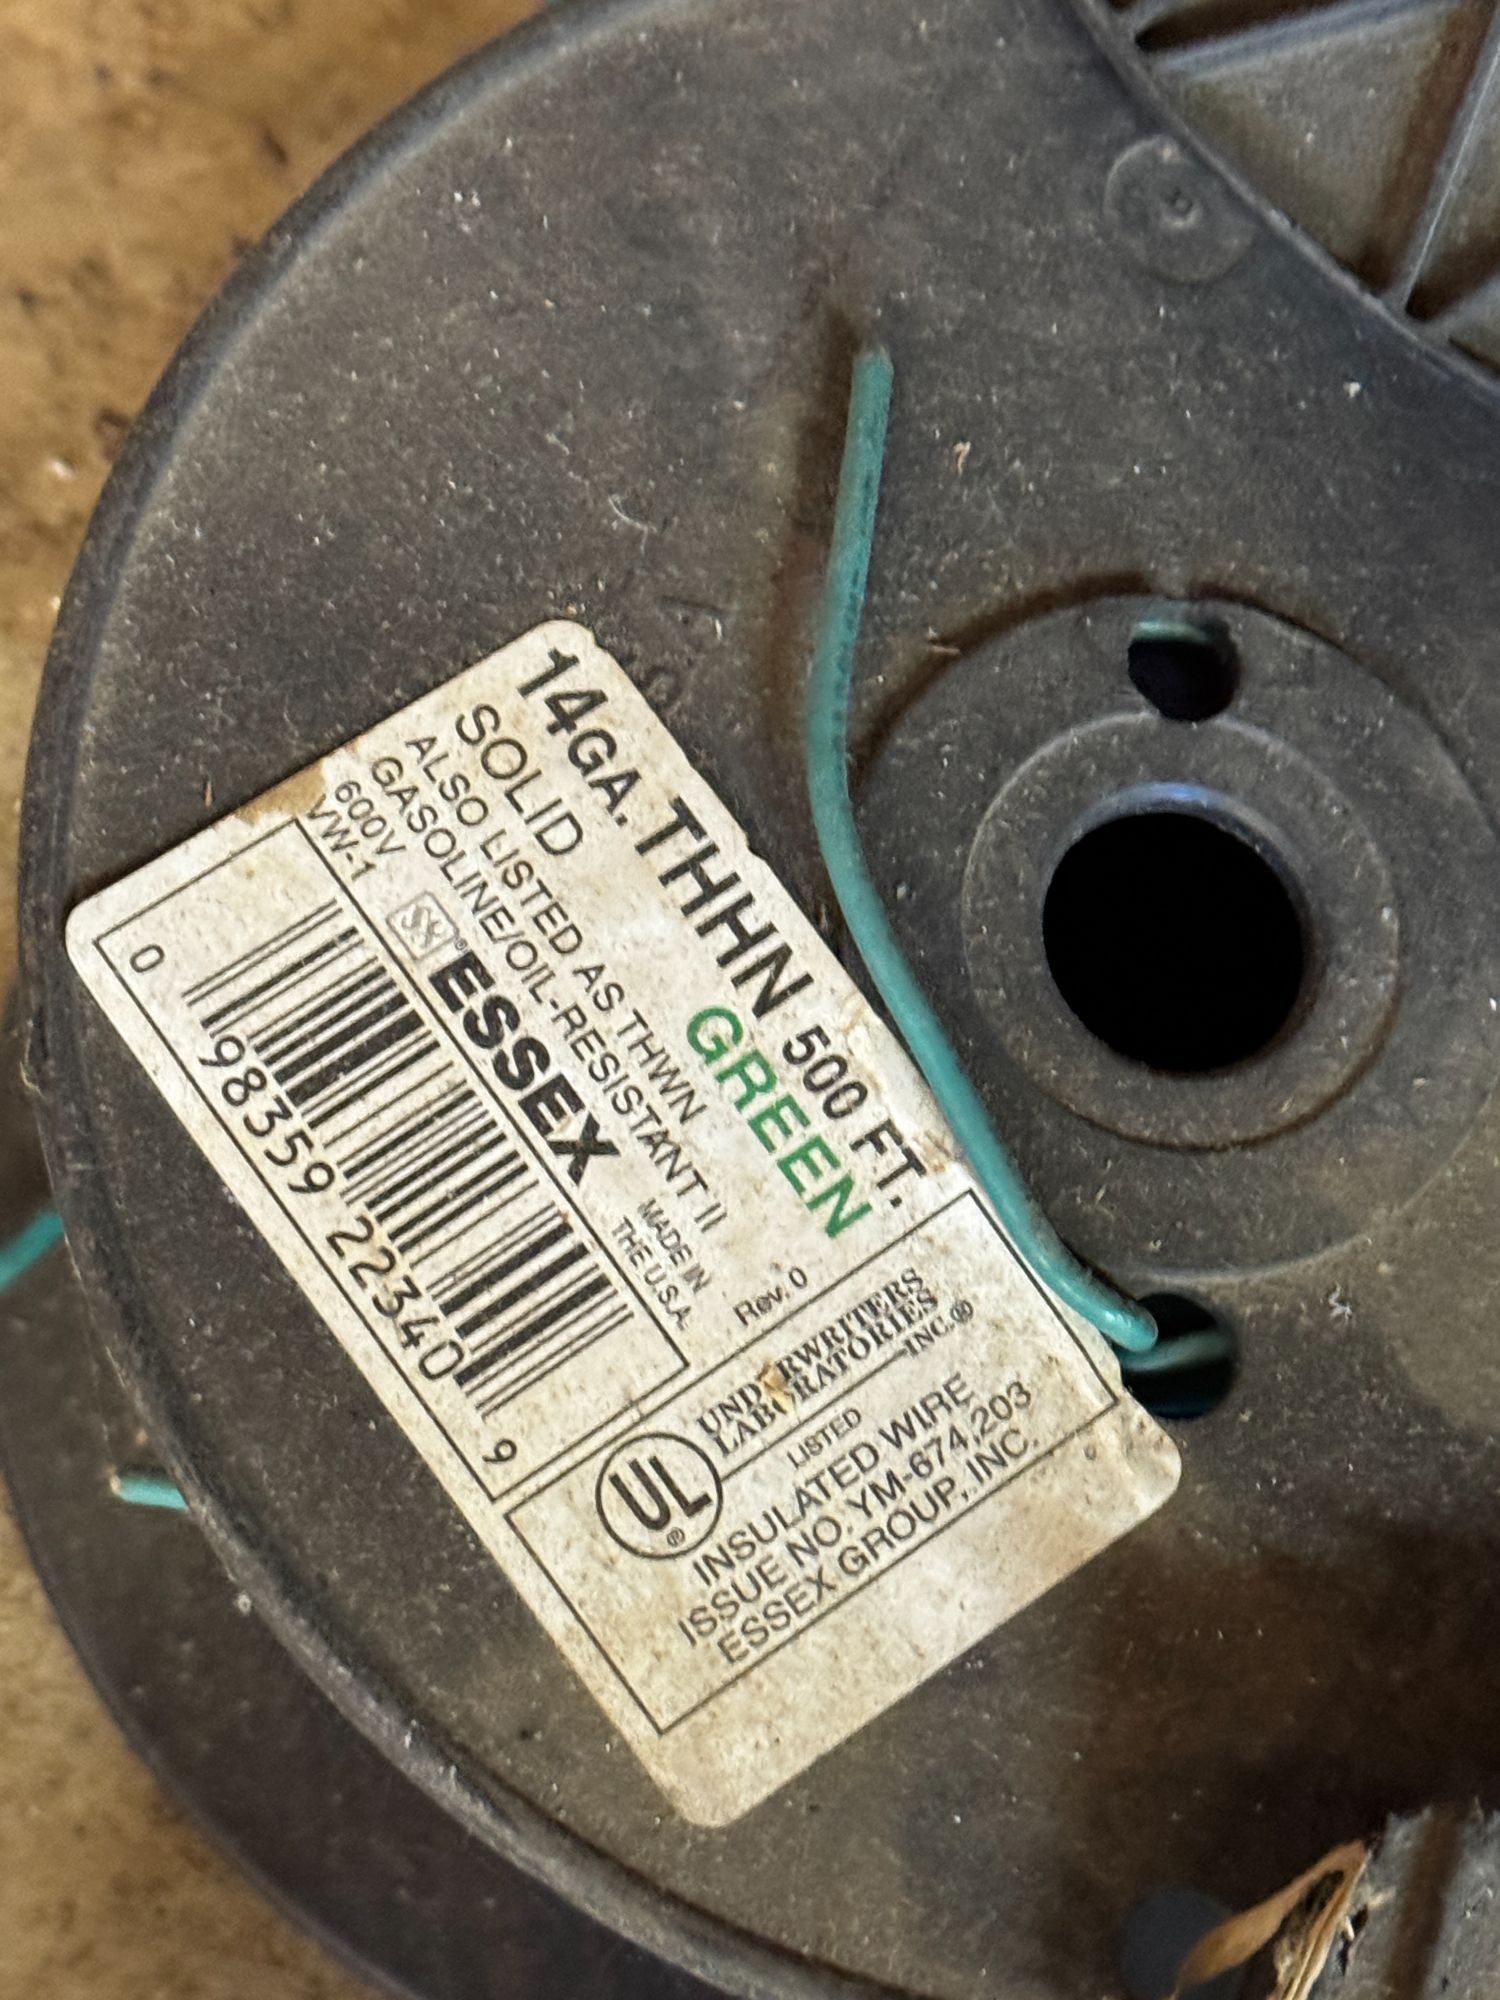 14GA. THHN 500 FT.
SOLID GREEN
ALSO LISTED AS THWN
GASOLINE/OIL-RESISTANT II
600V
VW-1
ESSEX
MADE IN
THE U.S.A.
Rev. 0
0 98359 22340 9
UL®
UNDERWRITERS
LABORATORIES
INC.®
LISTED
INSULATED WIRE
ISSUE NO. YM-674,203
ESSEX GROUP, INC.